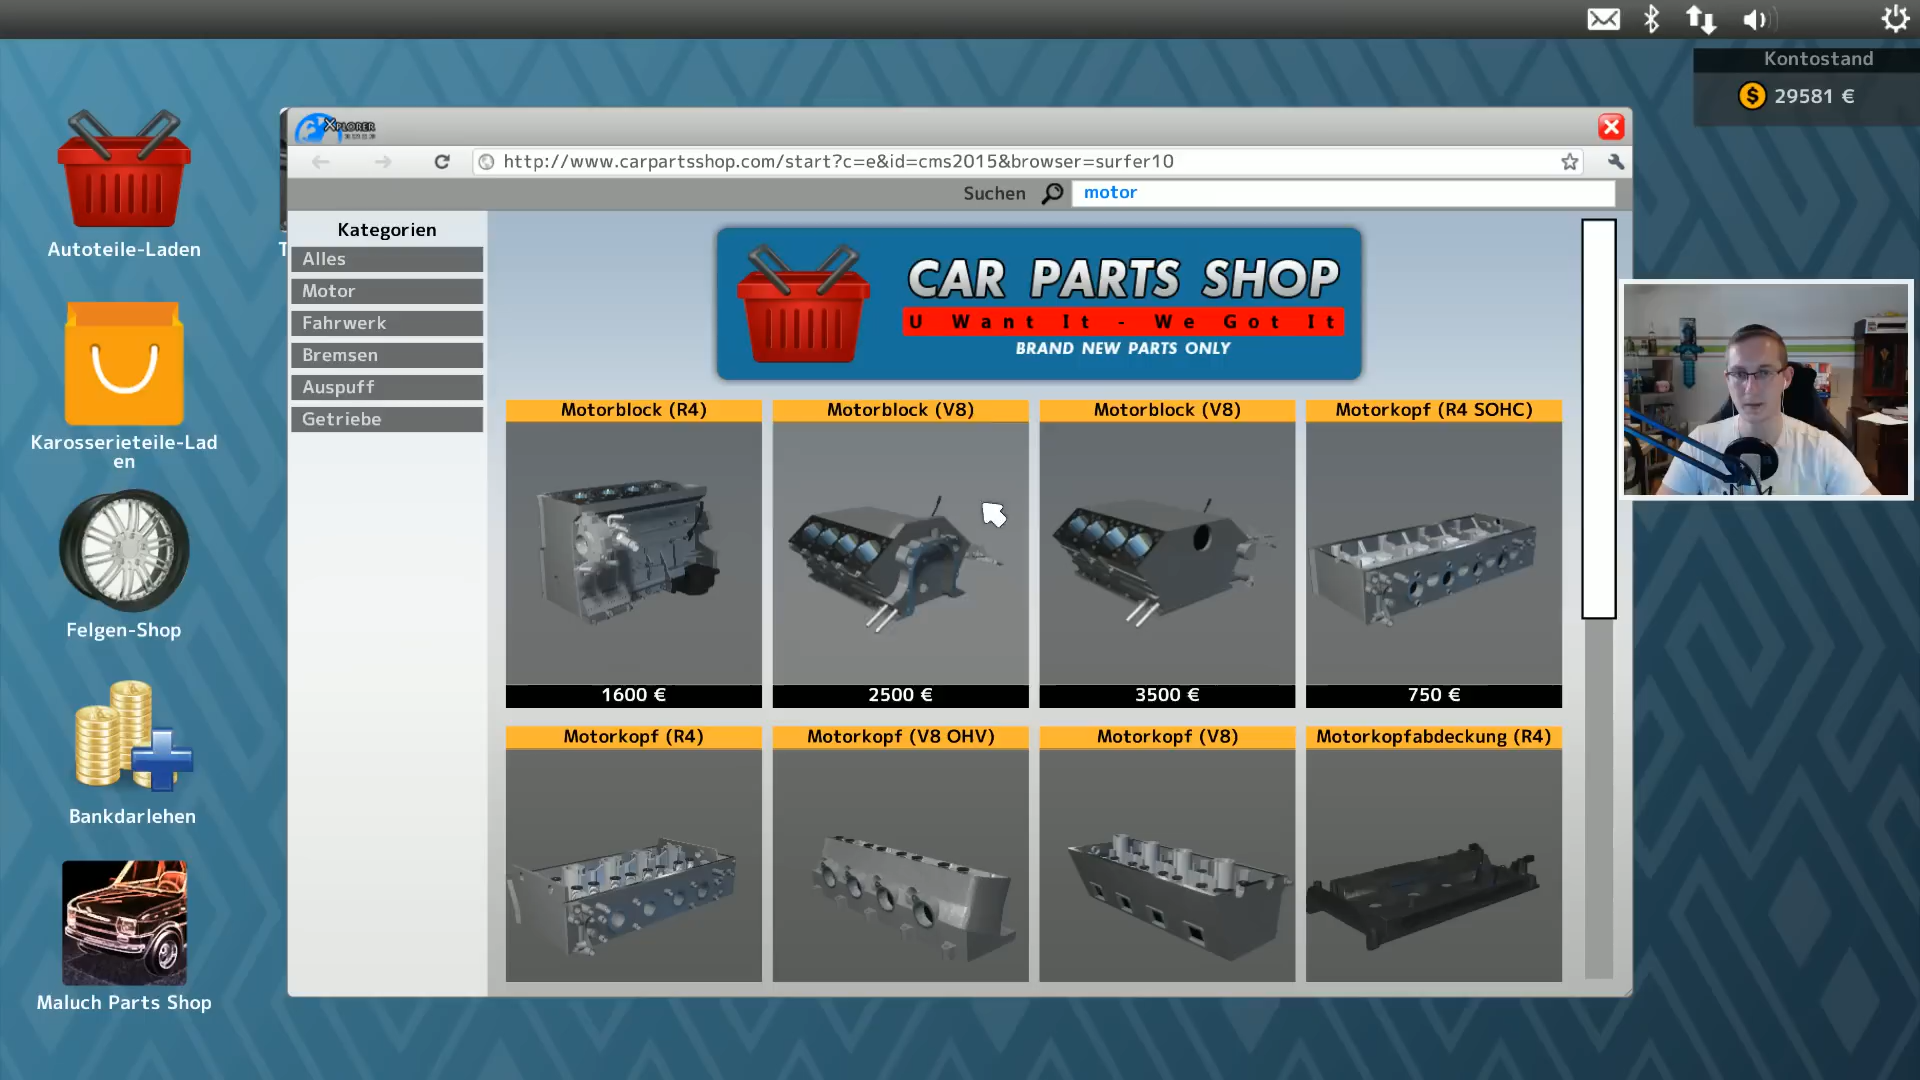 Kontostand
29581 €
Autoteile-Laden
Karosserieteile-Lad
en
Felgen-Shop
Bankdarlehen
Maluch Parts Shop
T
XPLORER
http://www.carpartsshop.com/start?c=e&id=cms2015&browser=surfer10
Suchen
motor
Kategorien
Alles
Motor
Fahrwerk
Bremsen
Auspuff
Getriebe
CAR PARTS SHOP
U Want It - We Got It
BRAND NEW PARTS ONLY
Motorblock (R4)
1600 €
Motorblock (V8)
2500 €
Motorblock (V8)
3500 €
Motorkopf (R4 SOHC)
750 €
Motorkopf (R4)
Motorkopf (V8 OHV)
Motorkopf (V8)
Motorkopfabdeckung (R4)